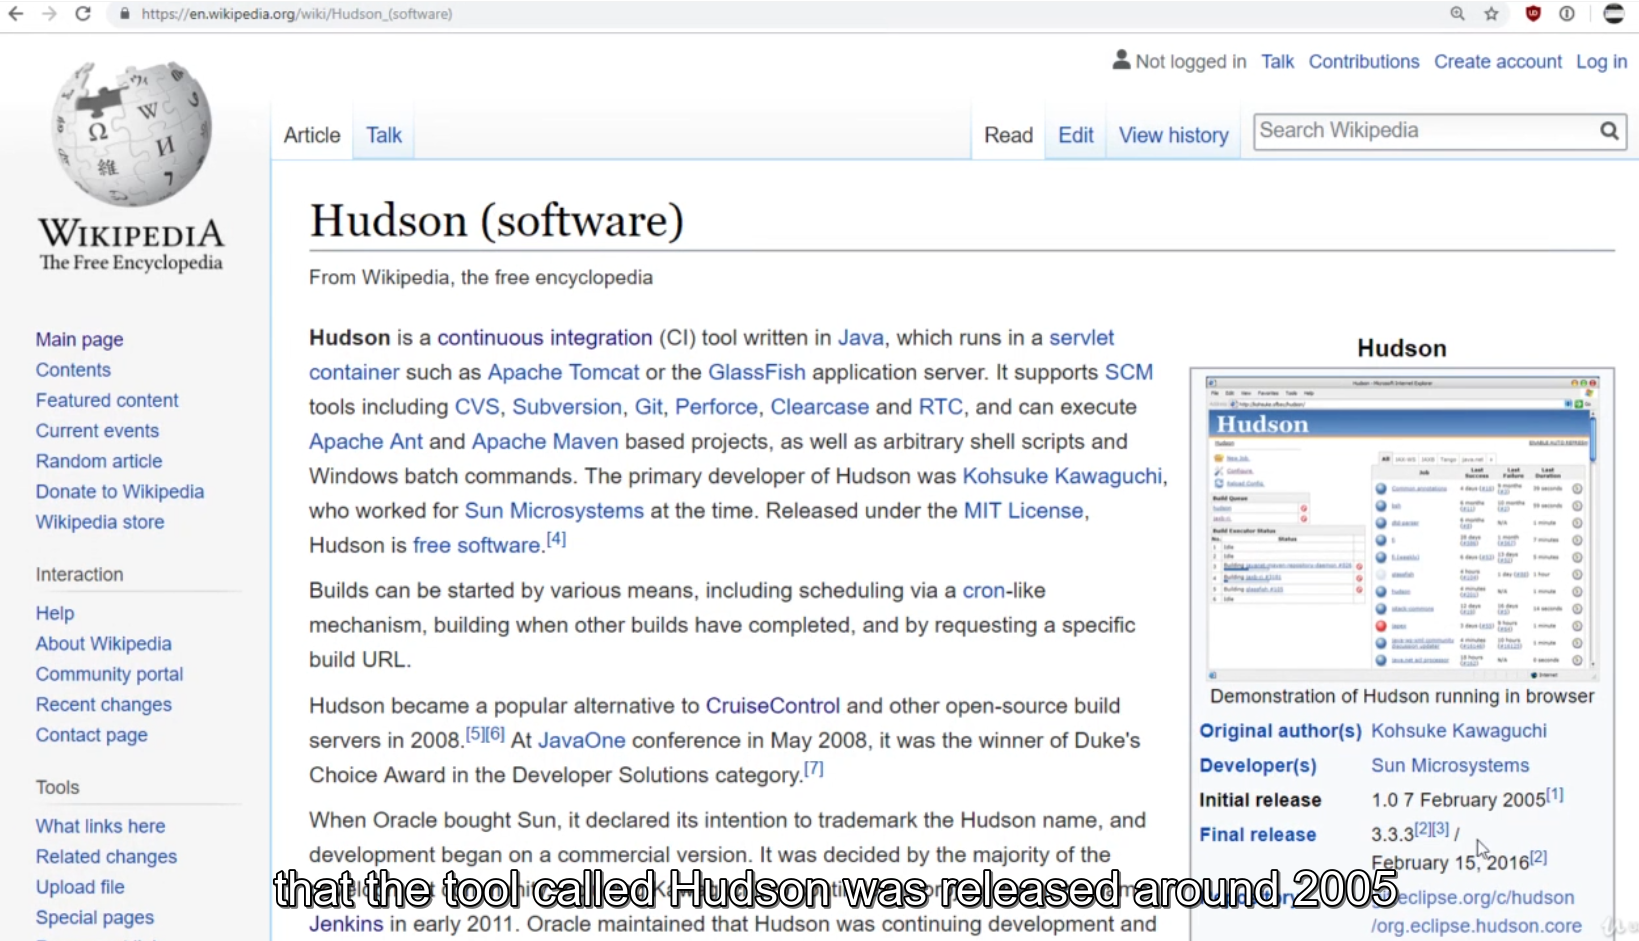 https://en.wikipedia.org/wiki/Hudson_(software)
Not logged in Talk Contributions Create account Log in
Article Talk Read Edit View history Search Wikipedia
WIKIPEDIA
The Free Encyclopedia
Main page
Contents
Featured content
Current events
Random article
Donate to Wikipedia
Wikipedia store
Interaction
Help
About Wikipedia
Community portal
Recent changes
Contact page
Tools
What links here
Related changes
Upload file
Special pages
Hudson (software)
From Wikipedia, the free encyclopedia
Hudson is a continuous integration (CI) tool written in Java, which runs in a servlet
container such as Apache Tomcat or the GlassFish application server. It supports SCM
tools including CVS, Subversion, Git, Perforce, Clearcase and RTC, and can execute
Apache Ant and Apache Maven based projects, as well as arbitrary shell scripts and
Windows batch commands. The primary developer of Hudson was Kohsuke Kawaguchi,
who worked for Sun Microsystems at the time. Released under the MIT License,
Hudson is free software.[4]
Builds can be started by various means, including scheduling via a cron-like
mechanism, building when other builds have completed, and by requesting a specific
build URL.
Hudson became a popular alternative to CruiseControl and other open-source build
servers in 2008.[5][6] At JavaOne conference in May 2008, it was the winner of Duke's
Choice Award in the Developer Solutions category.[7]
When Oracle bought Sun, it declared its intention to trademark the Hudson name, and
development began on a commercial version. It was decided by the majority of the
Jenkins in early 2011. Oracle maintained that Hudson was continuing development and
Hudson
Hudson
Build Queue
Build Executor Status
Demonstration of Hudson running in browser
Original author(s) Kohsuke Kawaguchi
Developer(s) Sun Microsystems
Initial release 1.0 7 February 2005[1]
Final release 3.3.3[2][3] /
February 15, 2016[2]
eclipse.org/c/hudson
/org.eclipse.hudson.core
that the tool called Hudson was released around 2005